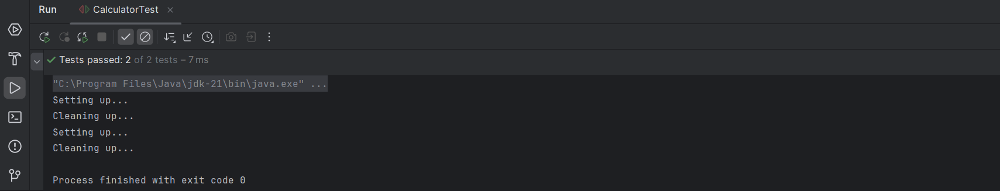 Run CalculatorTest
Tests passed: 2 of 2 tests – 7 ms
"C:\Program Files\Java\jdk-21\bin\java.exe" ...
Setting up...
Cleaning up...
Setting up...
Cleaning up...
Process finished with exit code 0